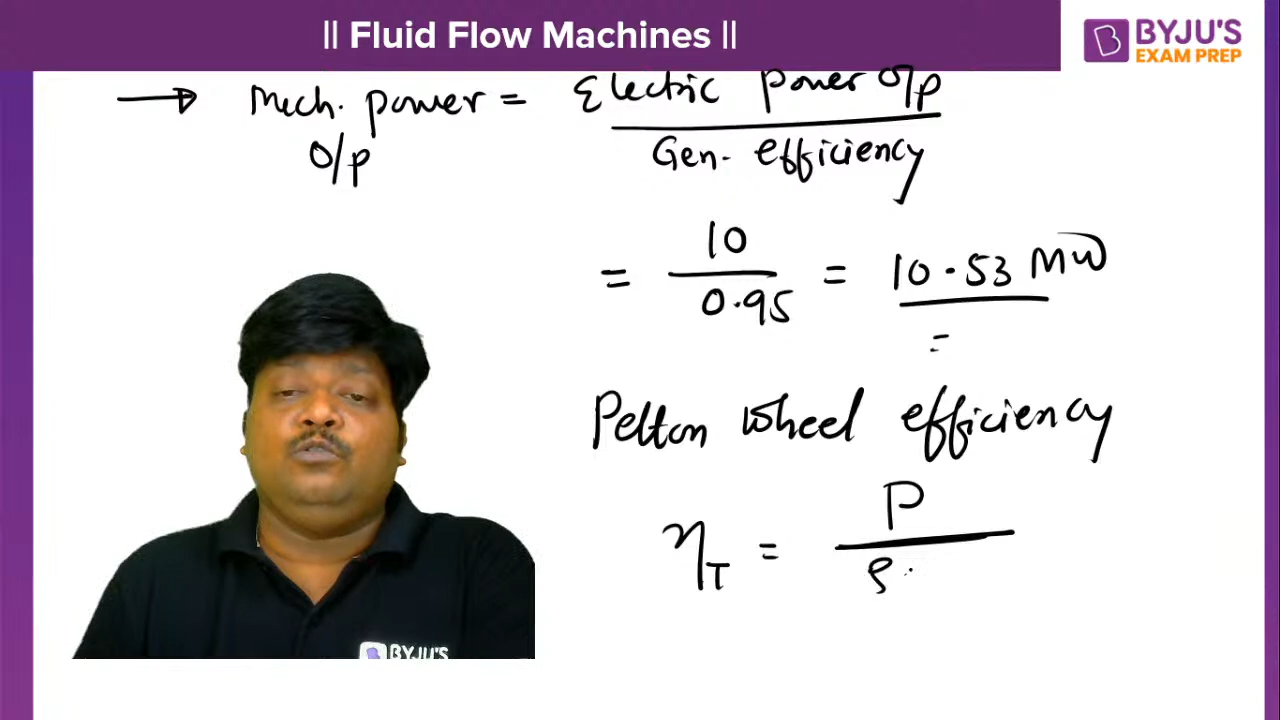 || Fluid Flow Machines ||
BYJU'S
EXAM PREP
→ Mech. power = Electric power O/p
O/p
Gen. efficiency
= 10 / 0.95 = 10.53 MW
=
Pelton wheel efficiency
ηT = P
ρ.
BYJU'S